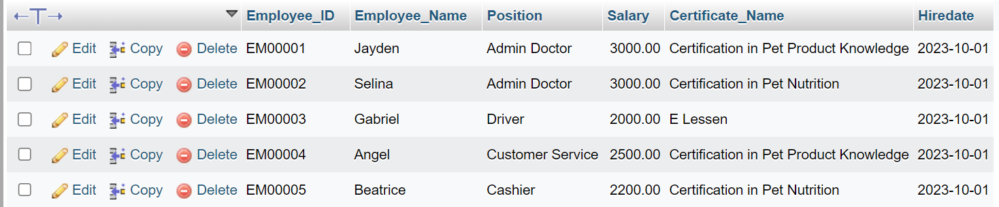 Employee_ID Employee_Name Position Salary Certificate_Name Hiredate
Edit Copy Delete EM00001 Jayden Admin Doctor 3000.00 Certification in Pet Product Knowledge 2023-10-01
Edit Copy Delete EM00002 Selina Admin Doctor 3000.00 Certification in Pet Nutrition 2023-10-01
Edit Copy Delete EM00003 Gabriel Driver 2000.00 E Lessen 2023-10-01
Edit Copy Delete EM00004 Angel Customer Service 2500.00 Certification in Pet Product Knowledge 2023-10-01
Edit Copy Delete EM00005 Beatrice Cashier 2200.00 Certification in Pet Nutrition 2023-10-01